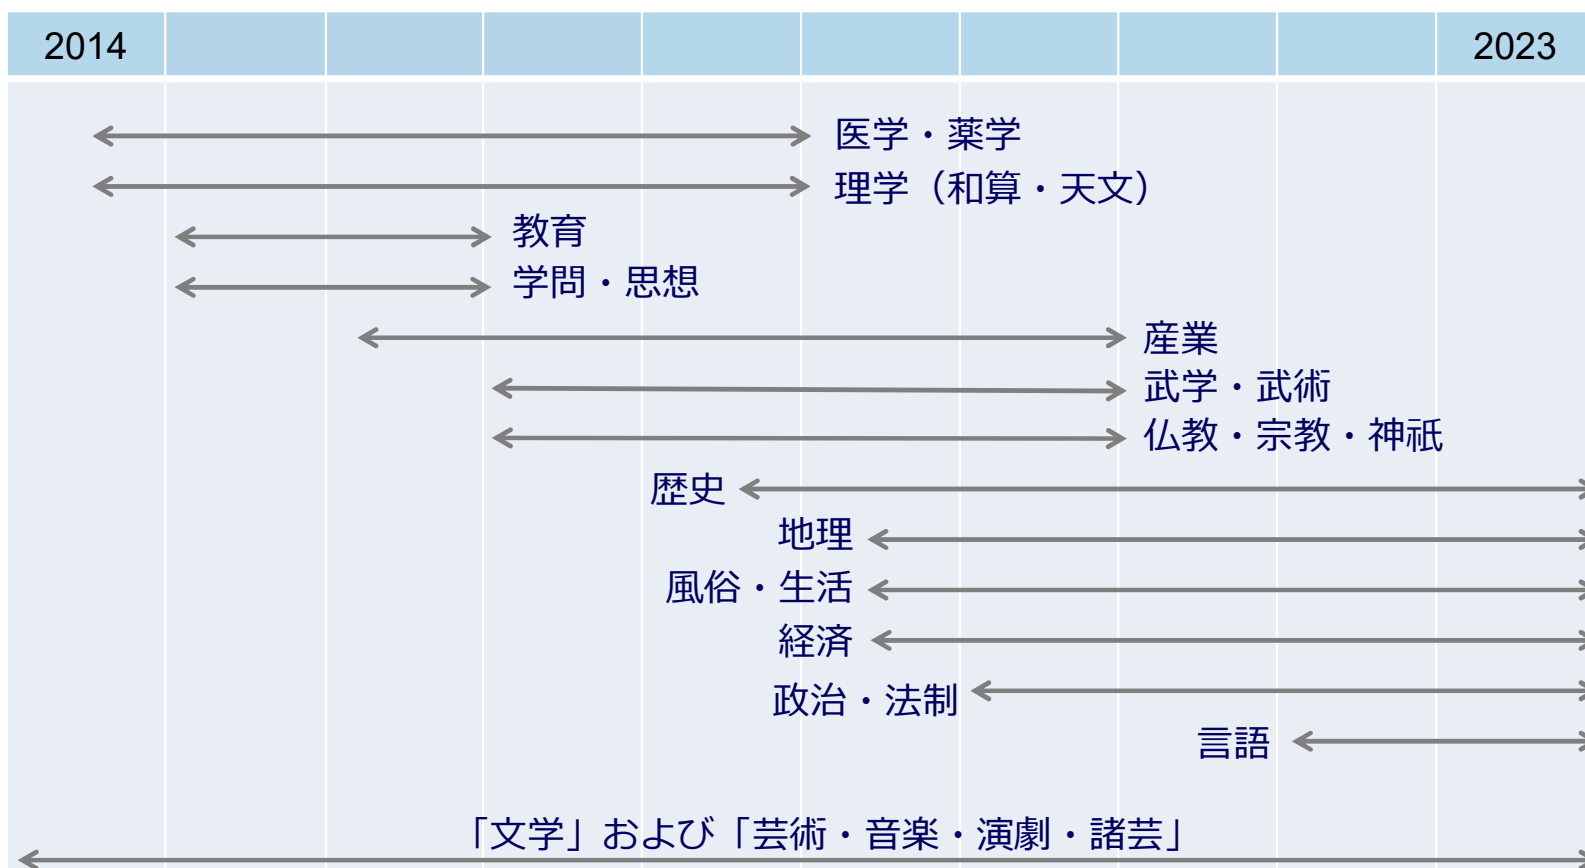 2014 2023
医学・薬学
理学（和算・天文）
教育
学問・思想
産業
武学・武術
仏教・宗教・神祇
歴史
地理
風俗・生活
経済
政治・法制
言語
「文学」および「芸術・音楽・演劇・諸芸」